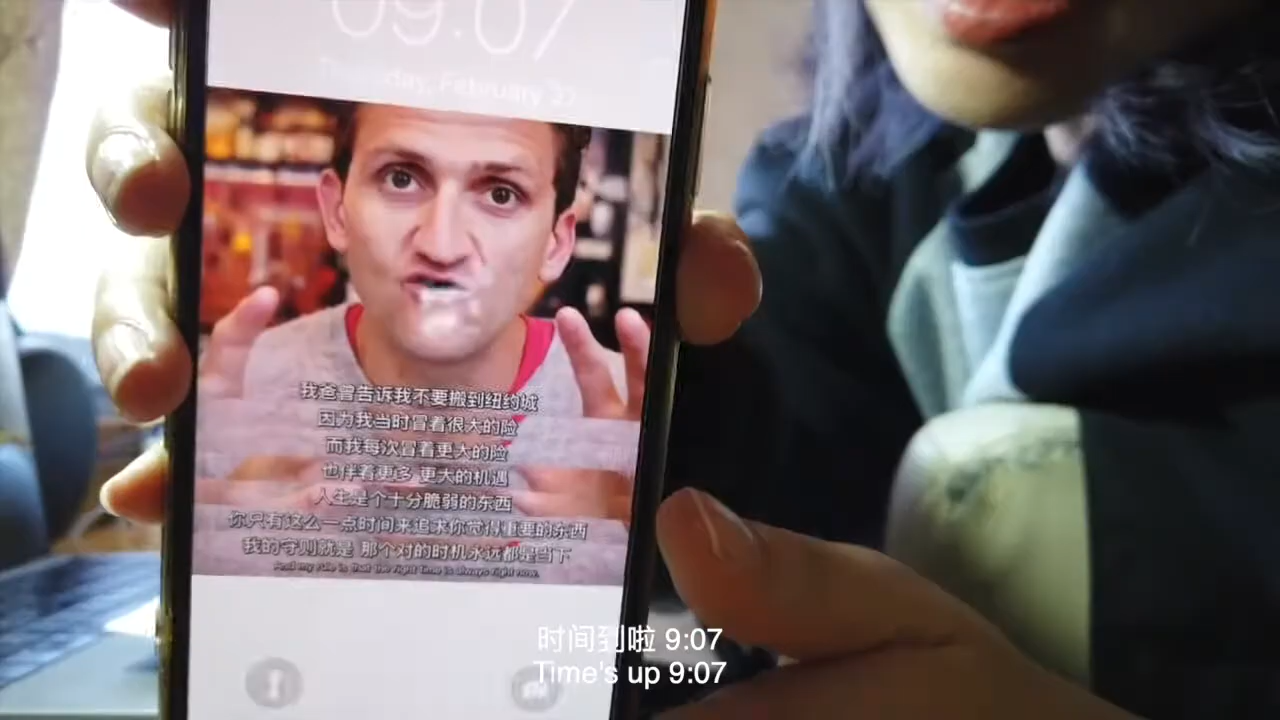 09:07
Thursday, February 27
我爸曾告诉我不要搬到纽约城
因为我当时冒着很大的险
而我每次冒着更大的险
也伴着更多 更大的机遇
人生是个十分脆弱的东西
你只有这么一点时间来追求你觉得重要的东西
我的守则就是 那个对的时机永远都是当下
And my rule is that the right time is always right now.
时间到啦 9:07
Time's up 9:07